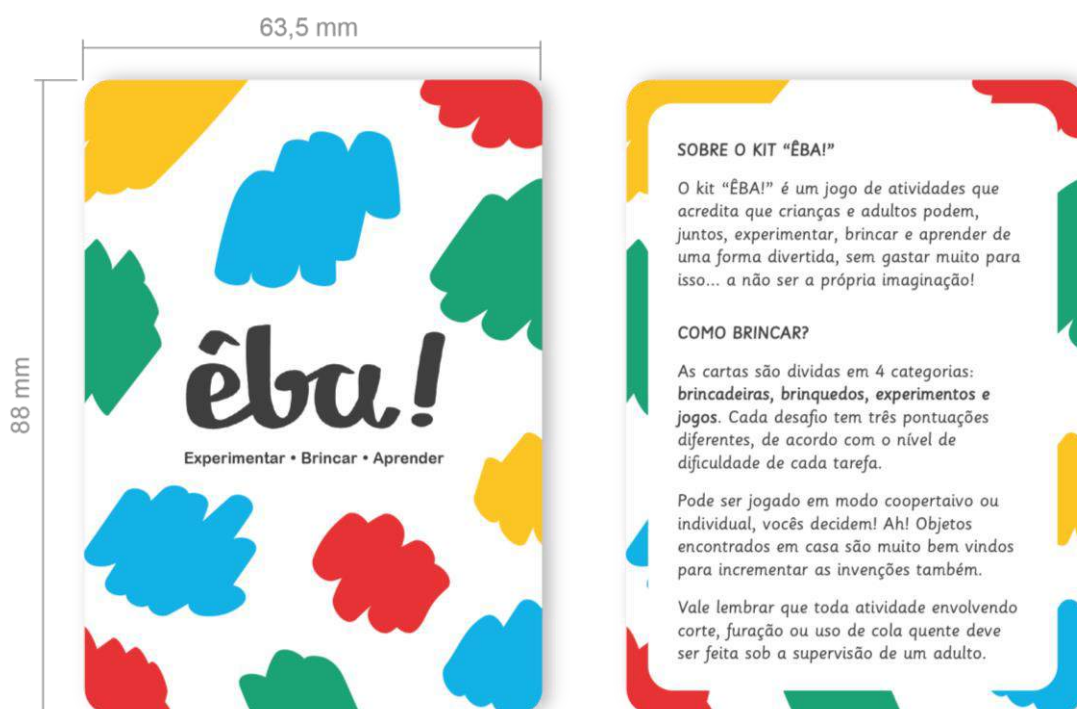 63,5 mm
88 mm
êba!
Experimentar • Brincar • Aprender
SOBRE O KIT “ÊBA!”
O kit “ÊBA!” é um jogo de atividades que
acredita que crianças e adultos podem,
juntos, experimentar, brincar e aprender de
uma forma divertida, sem gastar muito para
isso... a não ser a própria imaginação!
COMO BRINCAR?
As cartas são dividas em 4 categorias:
brincadeiras, brinquedos, experimentos e
jogos. Cada desafio tem três pontuações
diferentes, de acordo com o nível de
dificuldade de cada tarefa.
Pode ser jogado em modo coopertaivo ou
individual, vocês decidem! Ah! Objetos
encontrados em casa são muito bem vindos
para incrementar as invenções também.
Vale lembrar que toda atividade envolvendo
corte, furação ou uso de cola quente deve
ser feita sob a supervisão de um adulto.